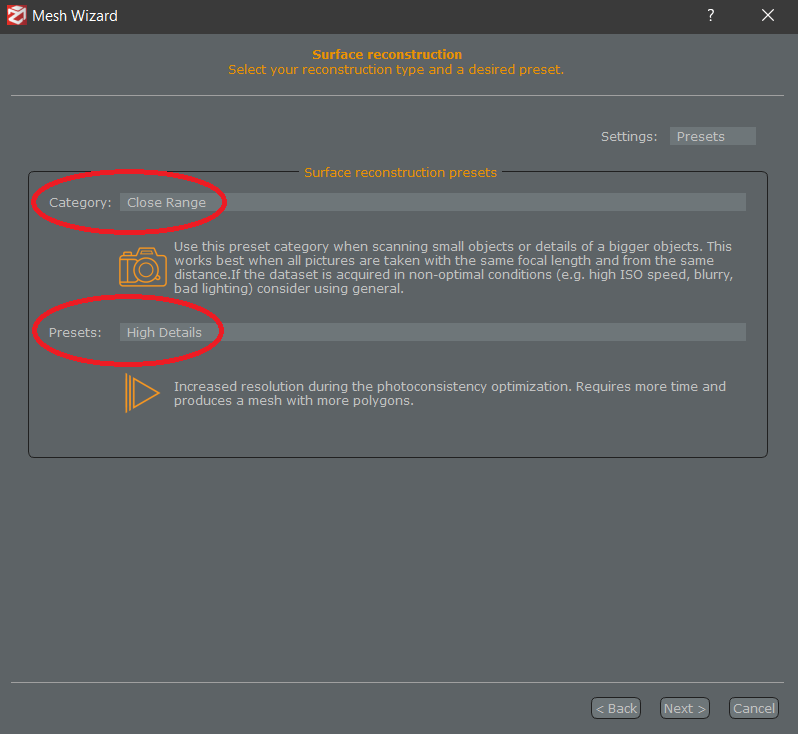 Mesh Wizard
?
Surface reconstruction
Select your reconstruction type and a desired preset.
Settings: Presets
Surface reconstruction presets
Category: Close Range
Use this preset category when scanning small objects or details of a bigger objects. This
works best when all pictures are taken with the same focal length and from the same
distance.If the dataset is acquired in non-optimal conditions (e.g. high ISO speed, blurry,
bad lighting) consider using general.
Presets: High Details
Increased resolution during the photoconsistency optimization. Requires more time and
produces a mesh with more polygons.
< Back Next > Cancel